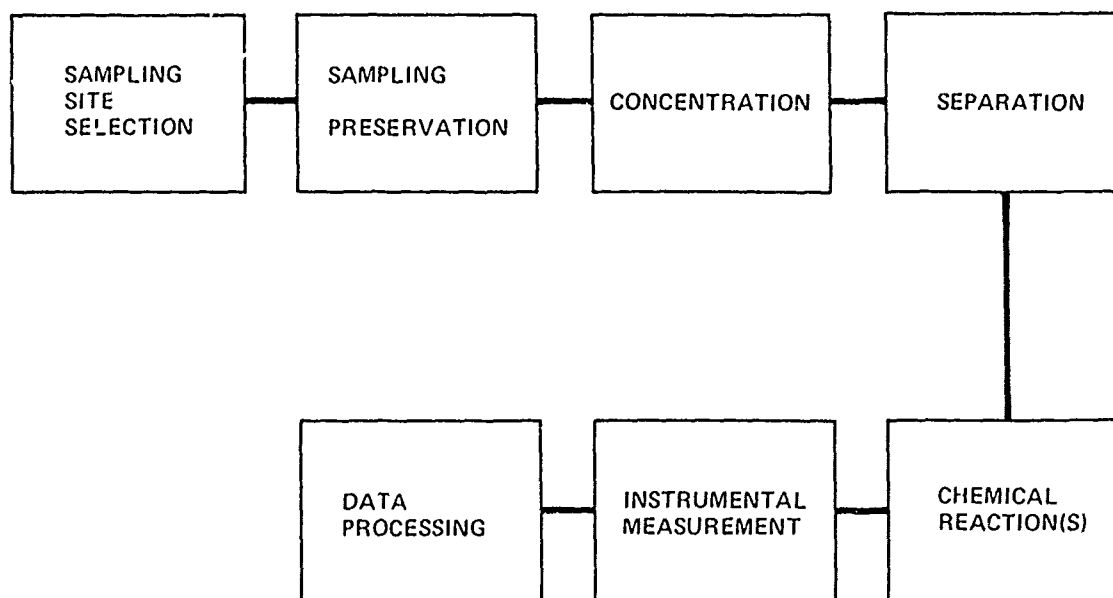 SAMPLING
SITE
SELECTION
SAMPLING
PRESERVATION
CONCENTRATION
SEPARATION
CHEMICAL
REACTION(S)
INSTRUMENTAL
MEASUREMENT
DATA
PROCESSING